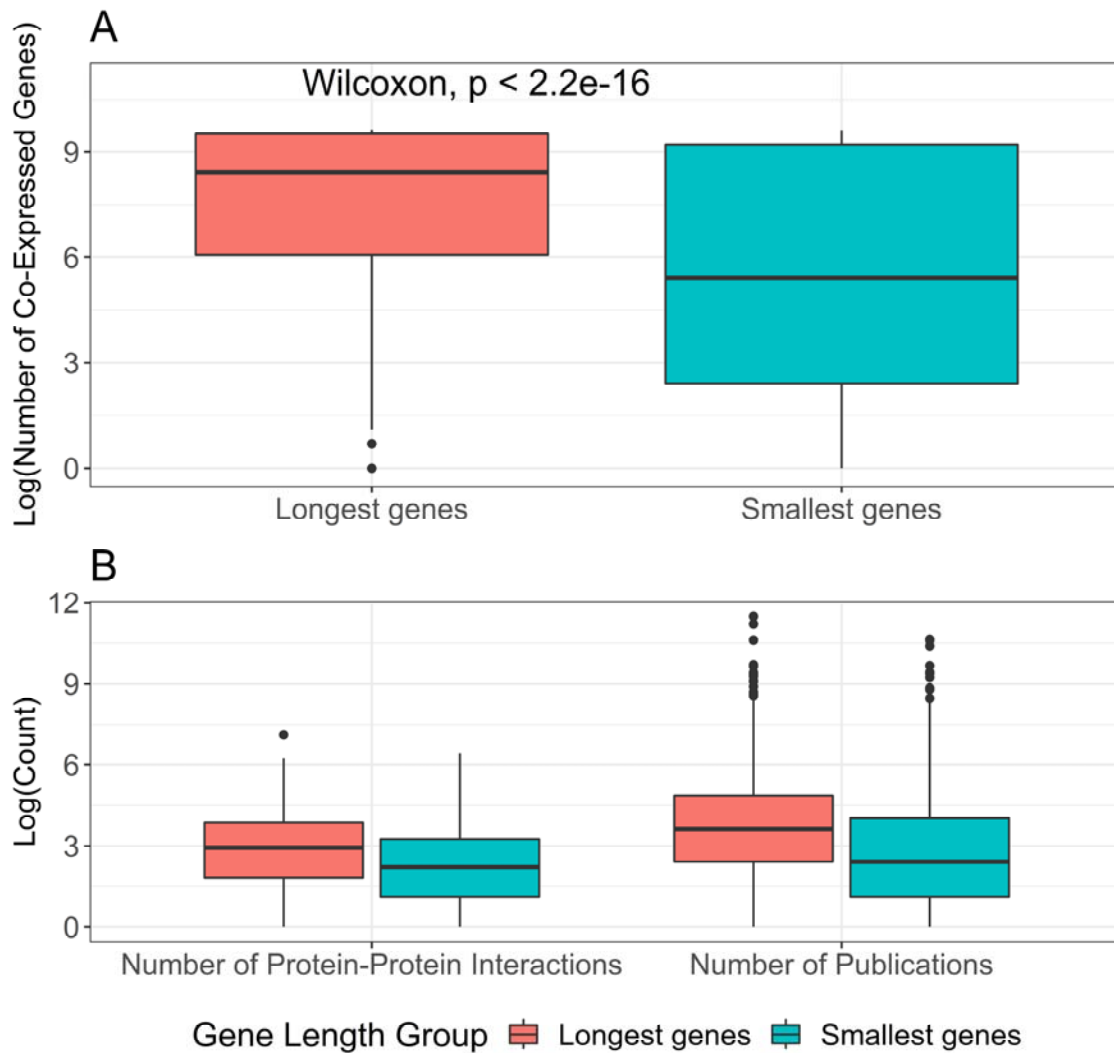 A
Log(Number of Co-Expressed Genes)
Wilcoxon, p < 2.2e-16
9
6
3
0
Longest genes Smallest genes
B
Log(Count)
12
9
6
3
0
Number of Protein-Protein Interactions Number of Publications
Gene Length Group Longest genes Smallest genes